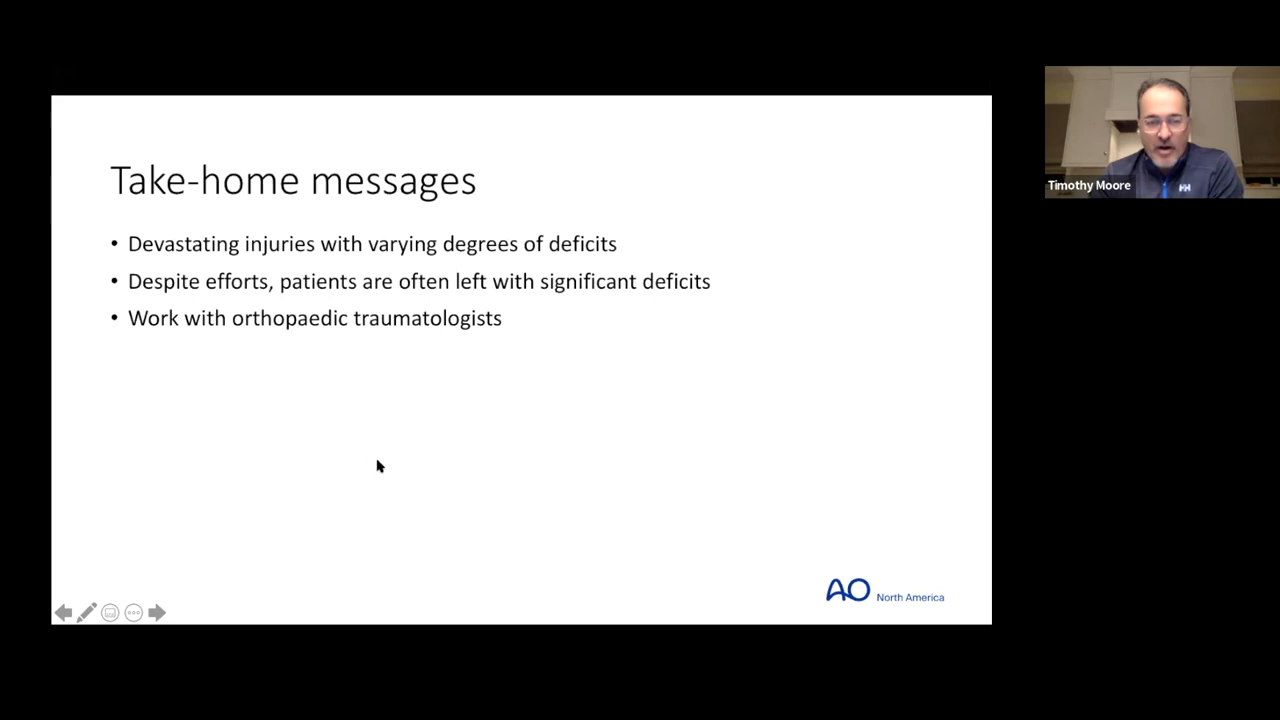 Take-home messages
• Devastating injuries with varying degrees of deficits
• Despite efforts, patients are often left with significant deficits
• Work with orthopaedic traumatologists
AO North America
Timothy Moore
HH